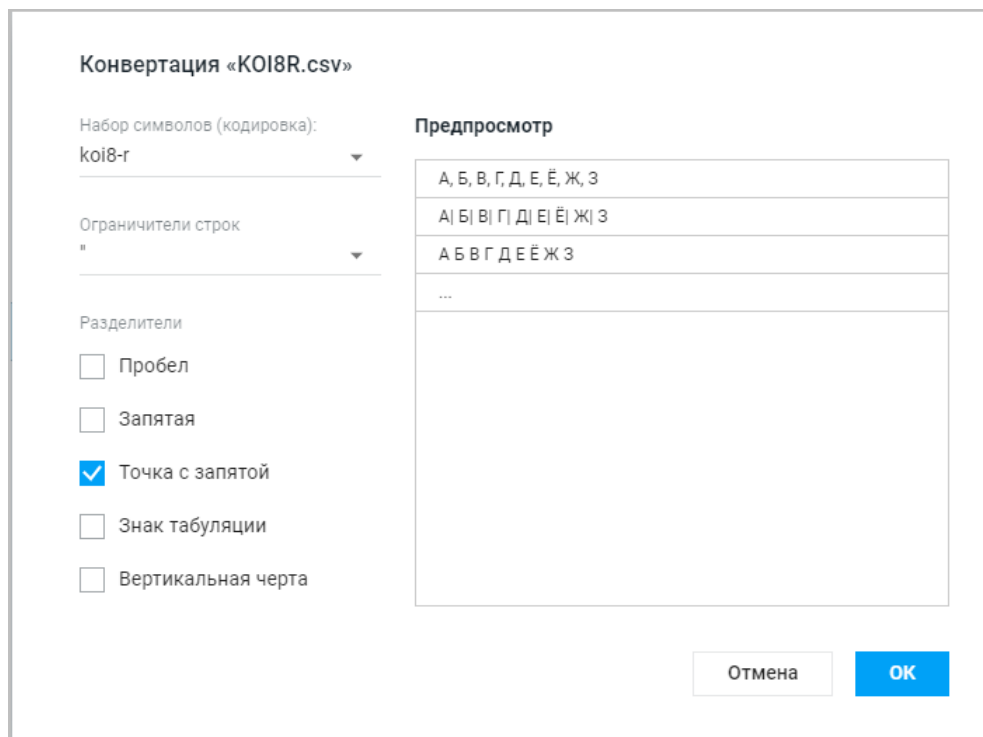 Конвертация «KOI8R.csv»
Набор символов (кодировка):
koi8-r
Ограничители строк
"
Разделители
Пробел
Запятая
Точка с запятой
Знак табуляции
Вертикальная черта
Предпросмотр
А, Б, В, Г, Д, Е, Ё, Ж, З
А| Б| В| Г| Д| Е| Ё| Ж| З
А Б В Г Д Е Ё Ж З
...
Отмена
ОК